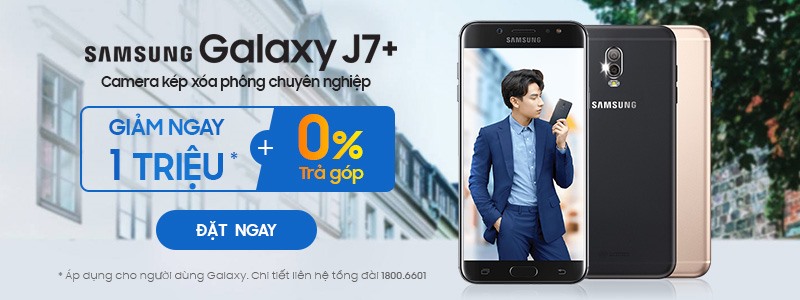 SAMSUNG Galaxy J7+
Camera kép xóa phông chuyên nghiệp
GIẢM NGAY
1 TRIỆU*
+
0%
Trả góp
ĐẶT NGAY
* Áp dụng cho người dùng Galaxy. Chi tiết liên hệ tổng đài 1800.6601
SAMSUNG
SAMSUNG